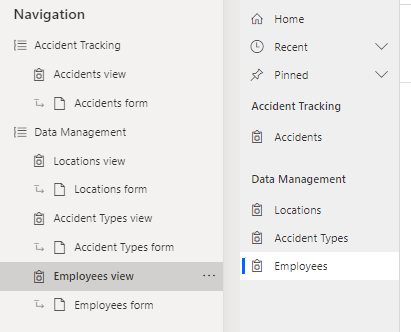 Navigation
Accident Tracking
Accidents view
Accidents form
Data Management
Locations view
Locations form
Accident Types view
Accident Types form
Employees view
Employees form
Home
Recent
Pinned
Accident Tracking
Accidents
Data Management
Locations
Accident Types
Employees